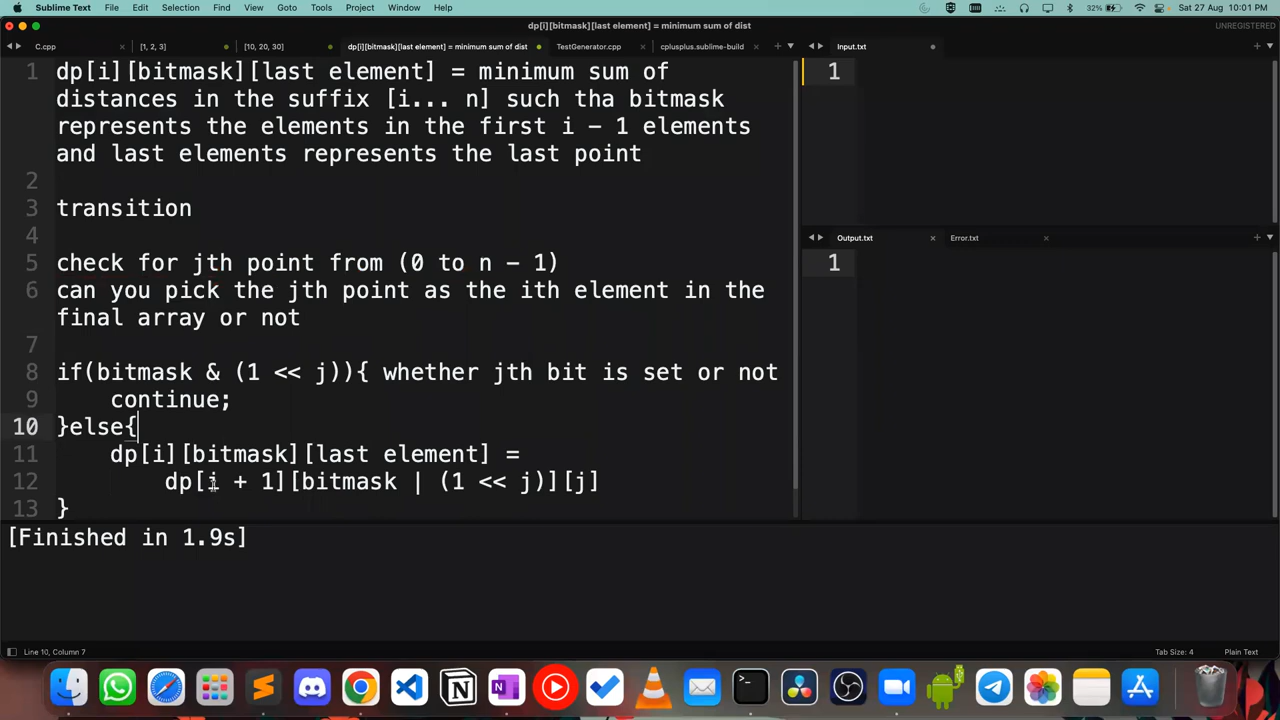 Sublime Text File Edit Selection Find View Goto Tools Project Window Help 32% Sat 27 Aug 10:01 PM
dp[i][bitmask][last element] = minimum sum of dist UNREGISTERED
C.cpp [1, 2, 3] [10, 20, 30] dp[i][bitmask][last element] = minimum sum of dist TestGenerator.cpp cplusplus.sublime-build Input.txt
1 dp[i][bitmask][last element] = minimum sum of
distances in the suffix [i... n] such tha bitmask
represents the elements in the first i - 1 elements
and last elements represents the last point
2
3 transition
4
5 check for jth point from (0 to n - 1)
6 can you pick the jth point as the ith element in the
final array or not
7
8 if(bitmask & (1 << j)){ whether jth bit is set or not
9 continue;
10 }else{
11 dp[i][bitmask][last element] =
12 dp[i + 1][bitmask | (1 << j)][j]
13 }
1
Output.txt Error.txt
1
[Finished in 1.9s]
Line 10, Column 7 Tab Size: 4 Plain Text